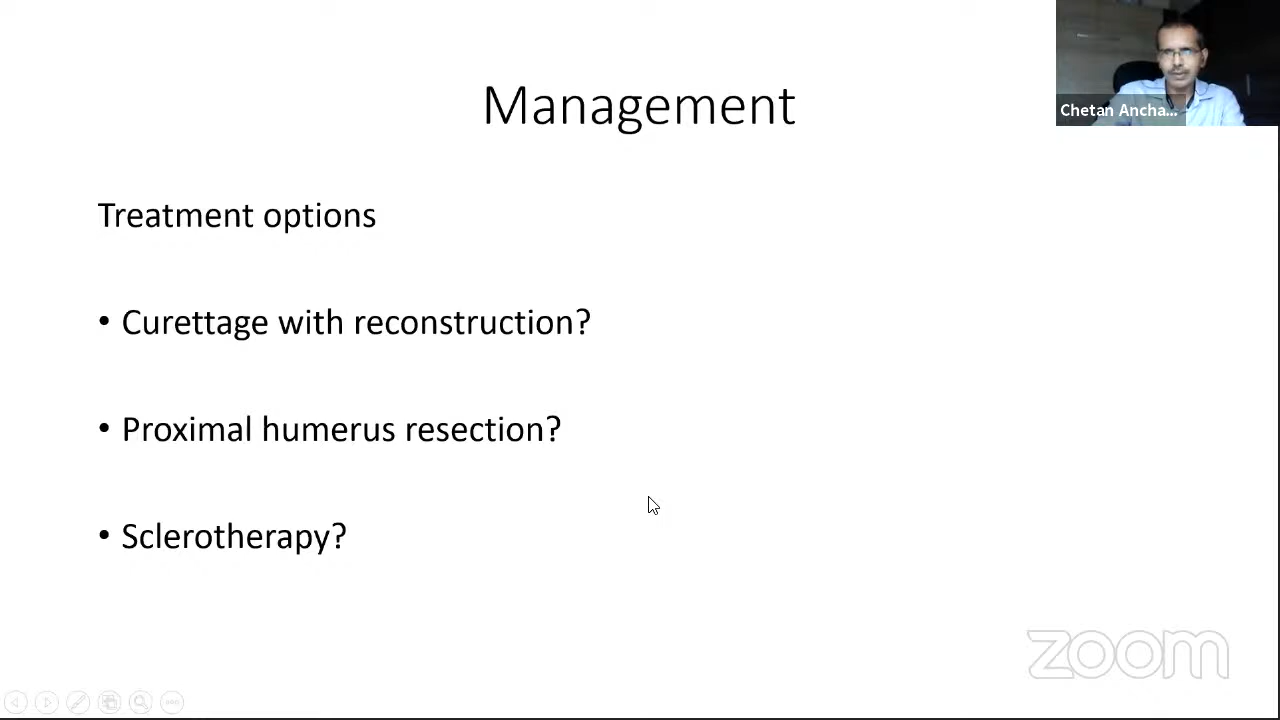 Management
Chetan Ancha...
Treatment options
• Curettage with reconstruction?
• Proximal humerus resection?
• Sclerotherapy?
zoom